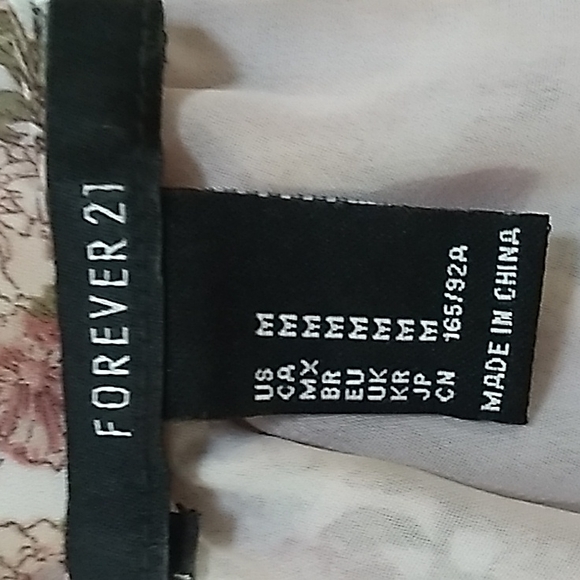 FOREVER 21
US M
CA M
MX M
BR M
EU M
UK M
KR M
JP M
CN 165/92A
MADE IN CHINA